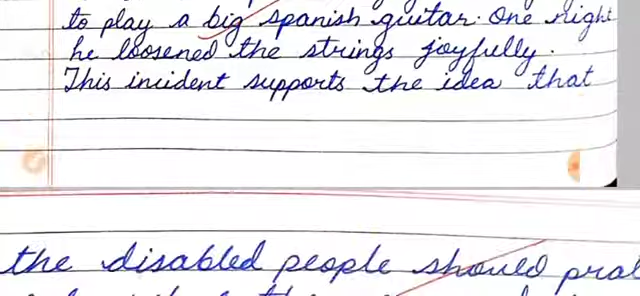 to play a big spanish guitar. One night
he loosened the strings joyfully.
This incident supports the idea that
the disabled people should